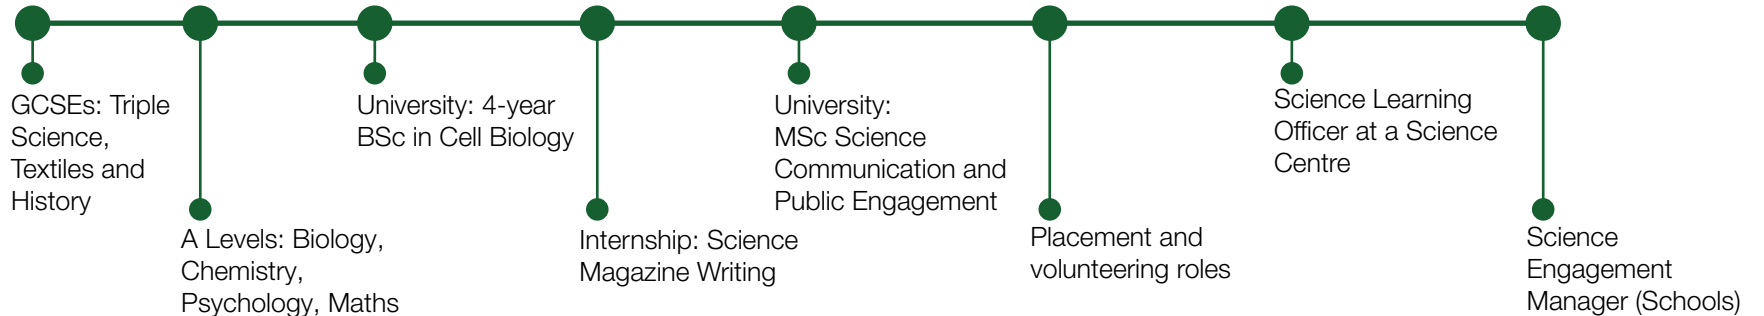 GCSEs: Triple
Science,
Textiles and
History
A Levels: Biology,
Chemistry,
Psychology, Maths
University: 4-year
BSc in Cell Biology
Internship: Science
Magazine Writing
University:
MSc Science
Communication and
Public Engagement
Placement and
volunteering roles
Science Learning
Officer at a Science
Centre
Science
Engagement
Manager (Schools)